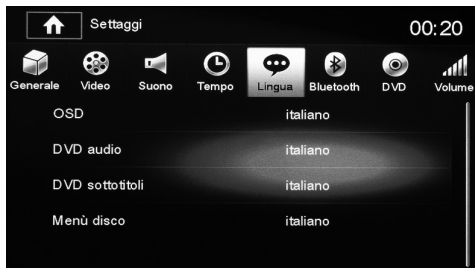 Settaggi 00:20
Generale Video Suono Tempo Lingua Bluetooth DVD Volume
OSD italiano
DVD audio italiano
DVD sottotitoli italiano
Menù disco italiano